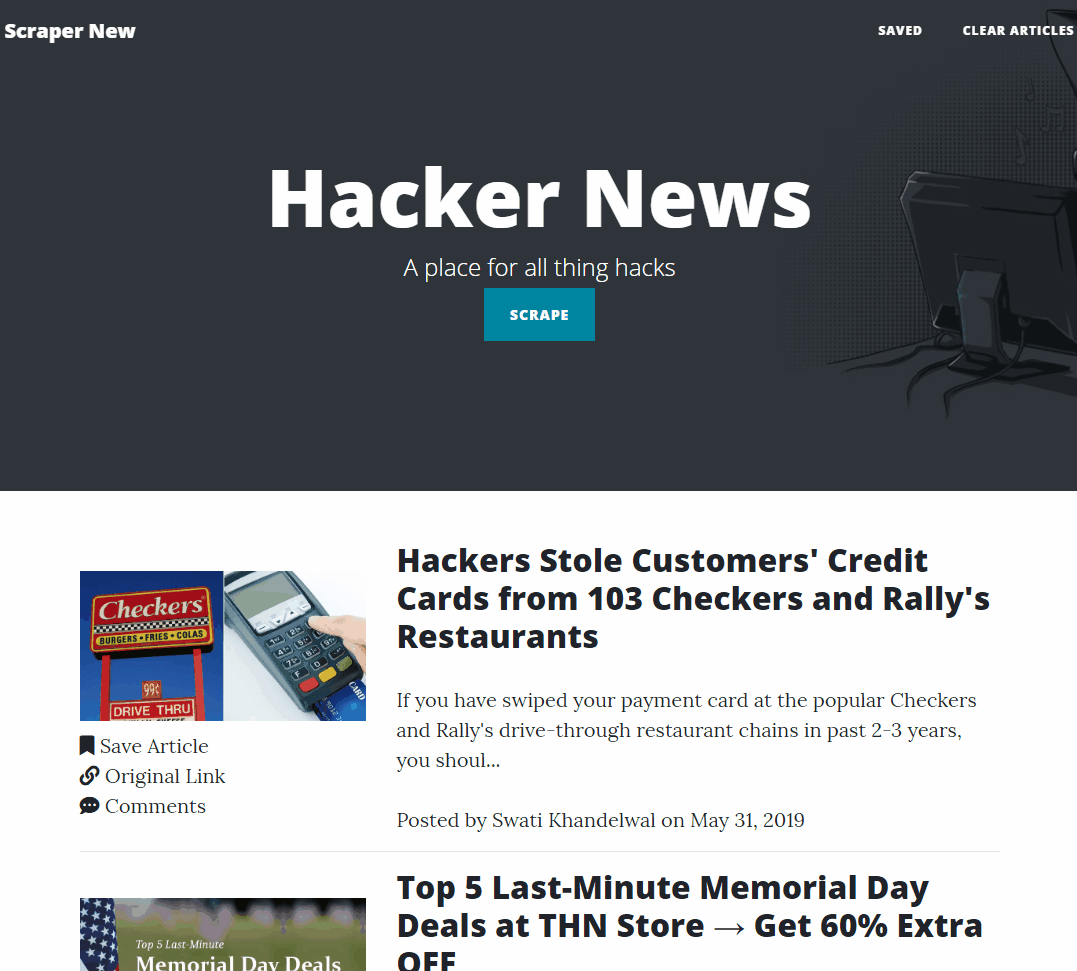 Scraper New
SAVED
CLEAR ARTICLES
Hacker News
A place for all thing hacks
SCRAPE
Checkers
BURGERS • FRIES • COLAS
99¢
DRIVE THRU
CARD
Save Article
Original Link
Comments
Hackers Stole Customers' Credit
Cards from 103 Checkers and Rally's
Restaurants
If you have swiped your payment card at the popular Checkers
and Rally's drive-through restaurant chains in past 2-3 years,
you shoul...
Posted by Swati Khandelwal on May 31, 2019
Top 5 Last-Minute
Memorial Day Deals
Top 5 Last-Minute Memorial Day
Deals at THN Store → Get 60% Extra
OFF